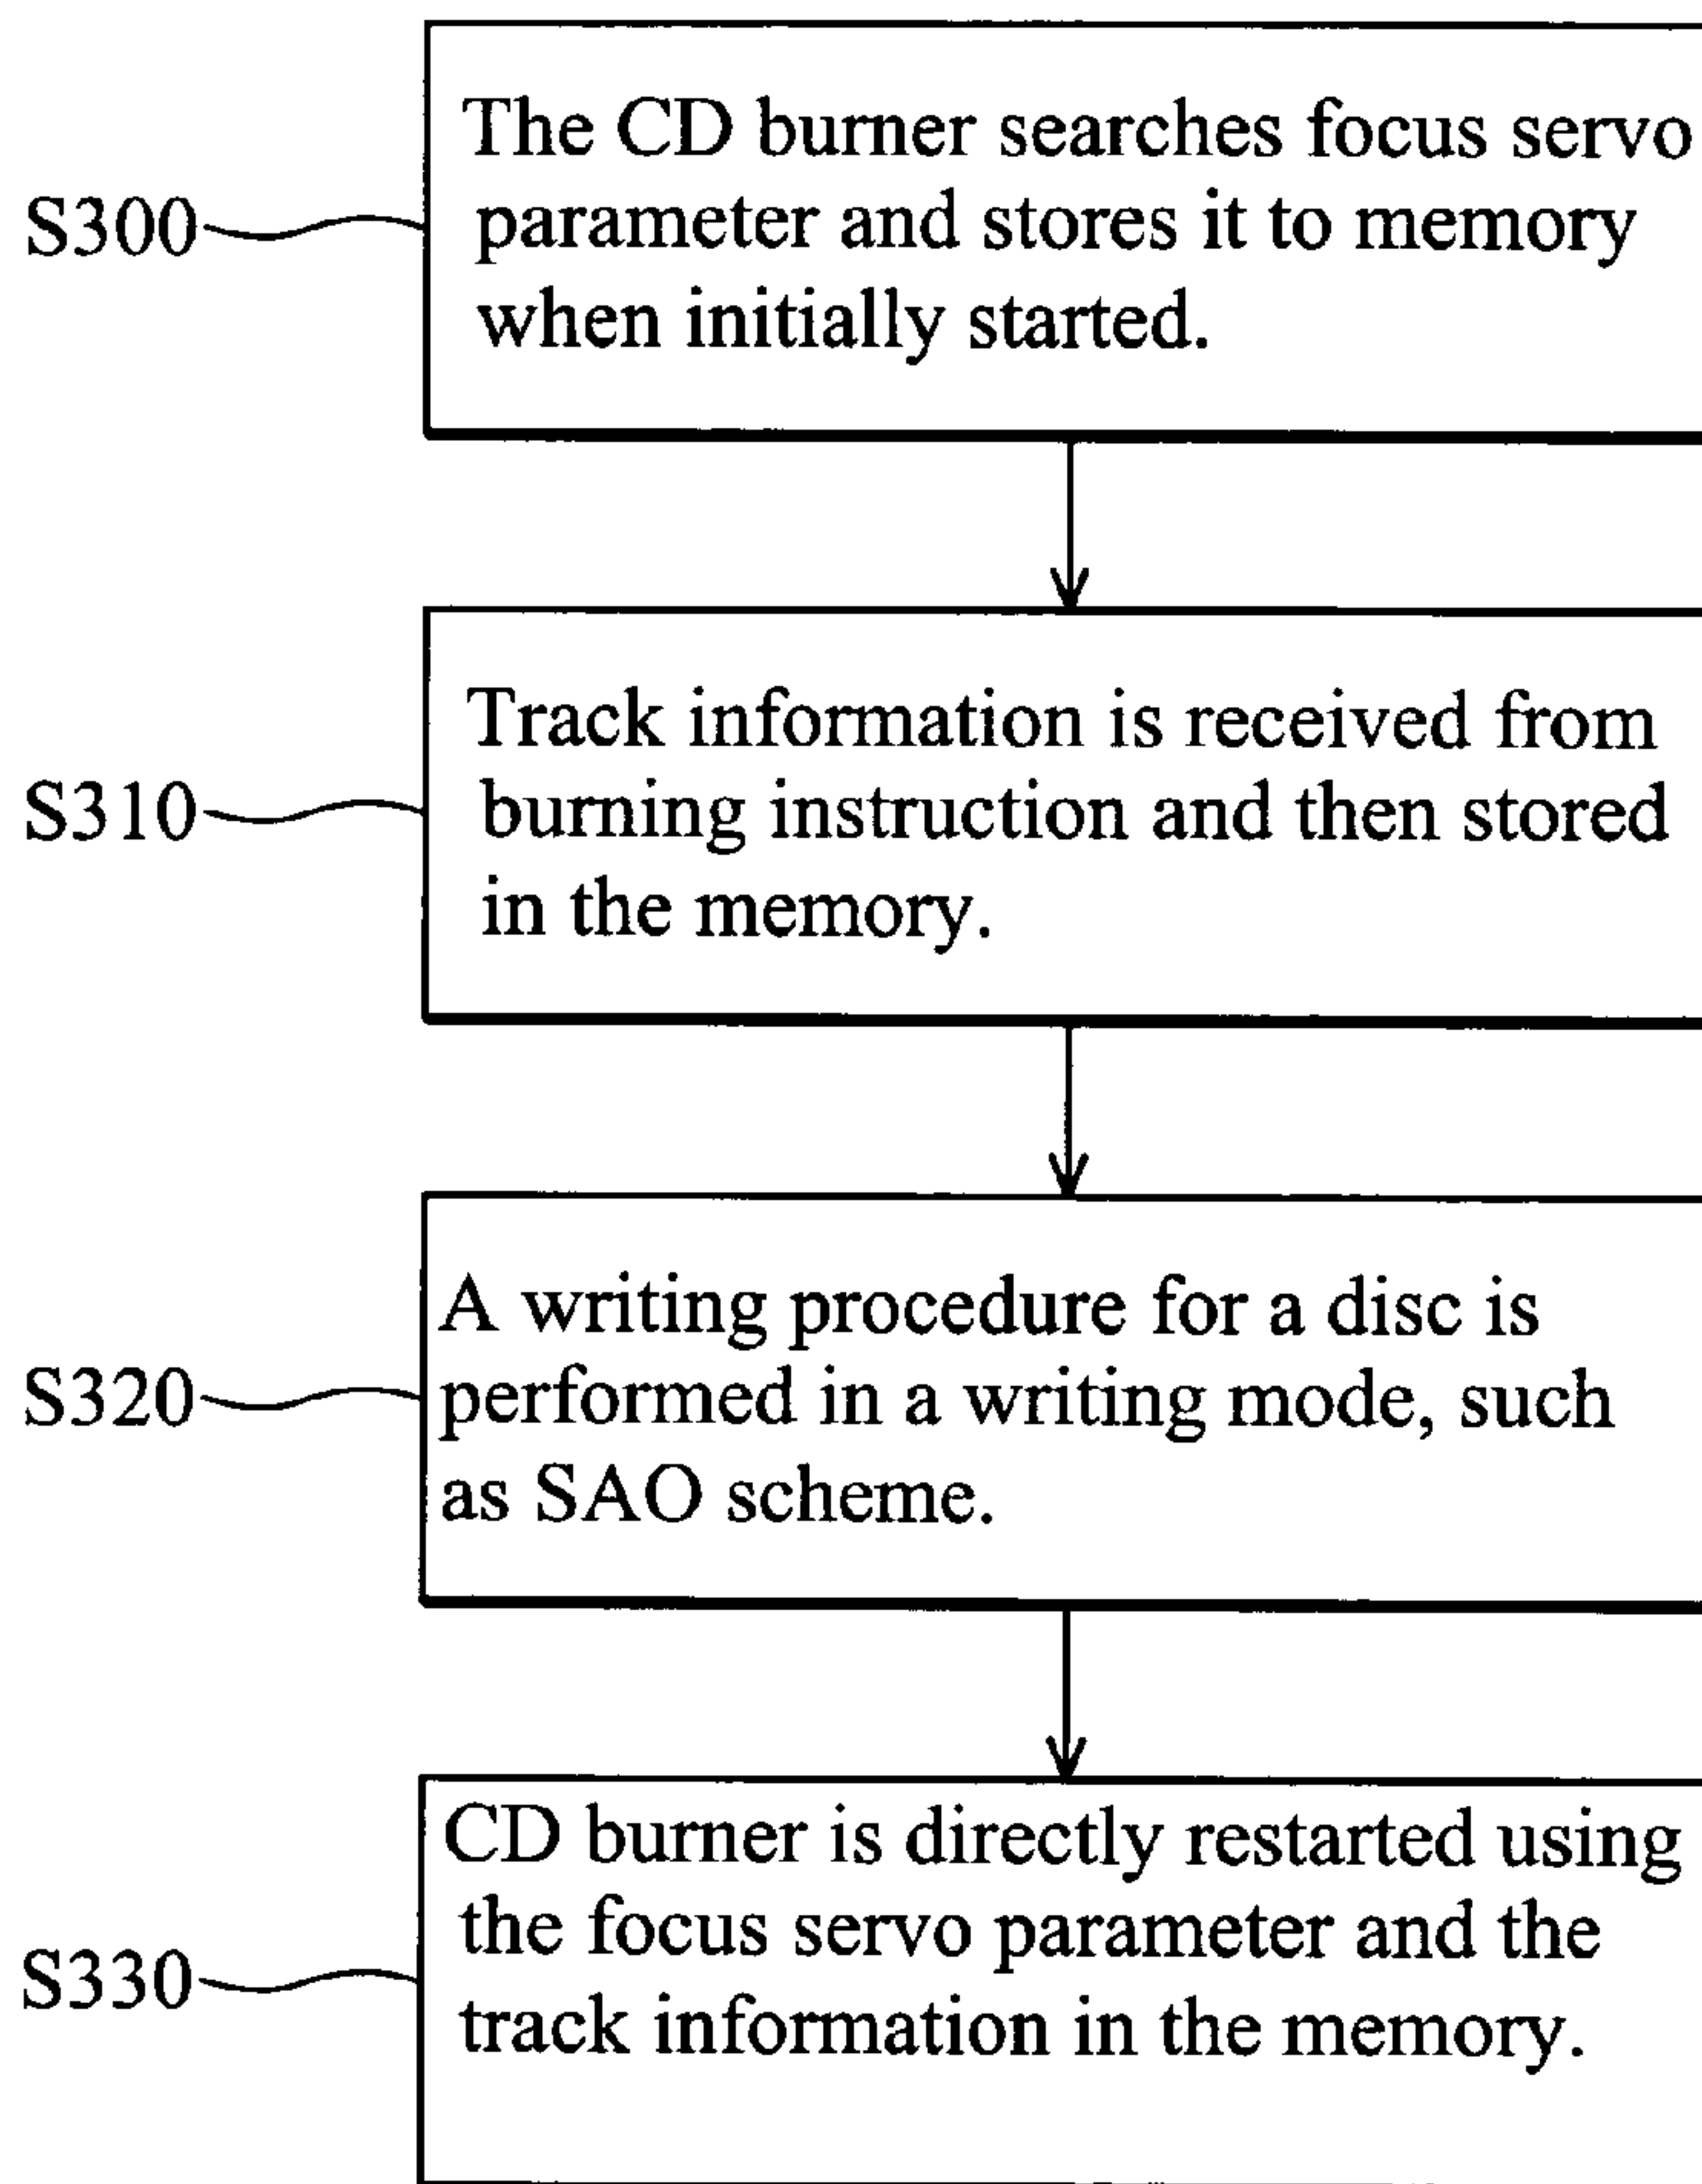 The CD burner searches focus servo
S300
parameter and stores it to memory
when initially started.
Track information is received from
S310
burning instruction and then stored
in the memory.
A writing procedure for a disc is
S320
performed in a writing mode, such
as SAO scheme.
CD burner is directly restarted using
the focus servo parameter and the
S330
track information in the memory.